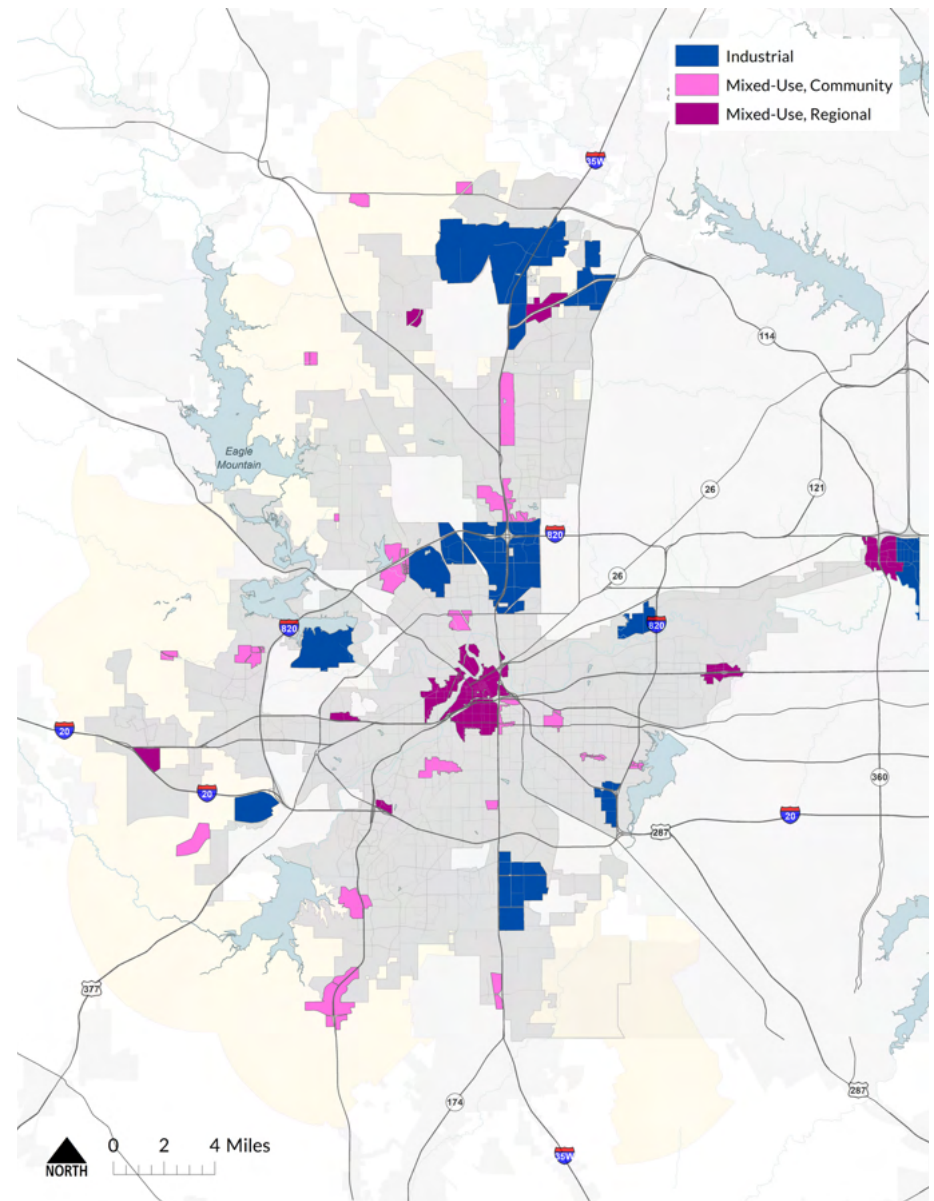 Industrial
Mixed-Use, Community
Mixed-Use, Regional
35W
114
Eagle
Mountain
26
121
820
26
820
820
20
360
20
20
287
377
287
174
35W
NORTH
0 2 4 Miles